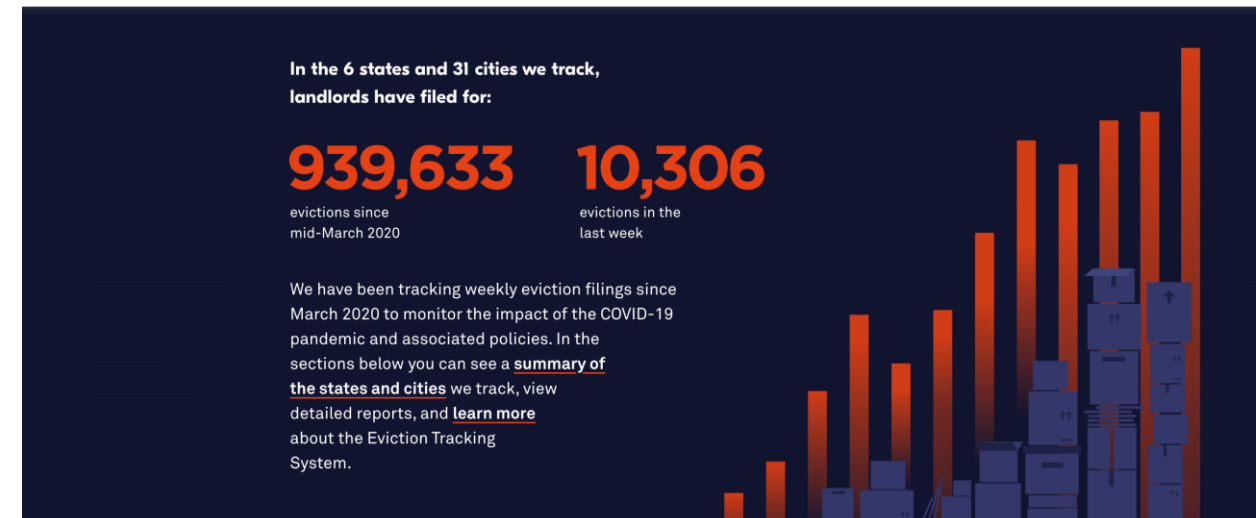 In the 6 states and 31 cities we track,
landlords have filed for:
939,633
evictions since
mid-March 2020
10,306
evictions in the
last week
We have been tracking weekly eviction filings since
March 2020 to monitor the impact of the COVID-19
pandemic and associated policies. In the
sections below you can see a summary of
the states and cities we track, view
detailed reports, and learn more
about the Eviction Tracking
System.